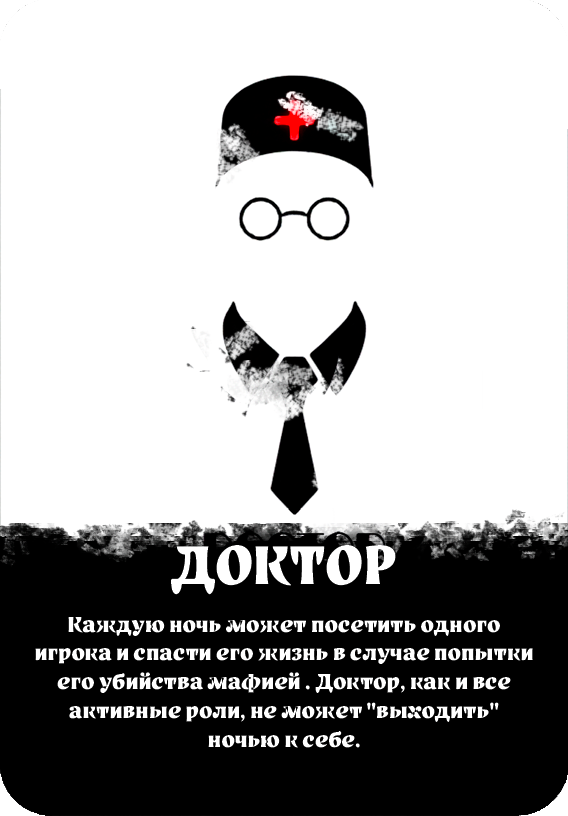 ДОКТОР
Каждую ночь может посетить одного
игрока и спасти его жизнь в случае попытки
его убийства мафией . Доктор, как и все
активные роли, не может "выходить"
ночью к себе.